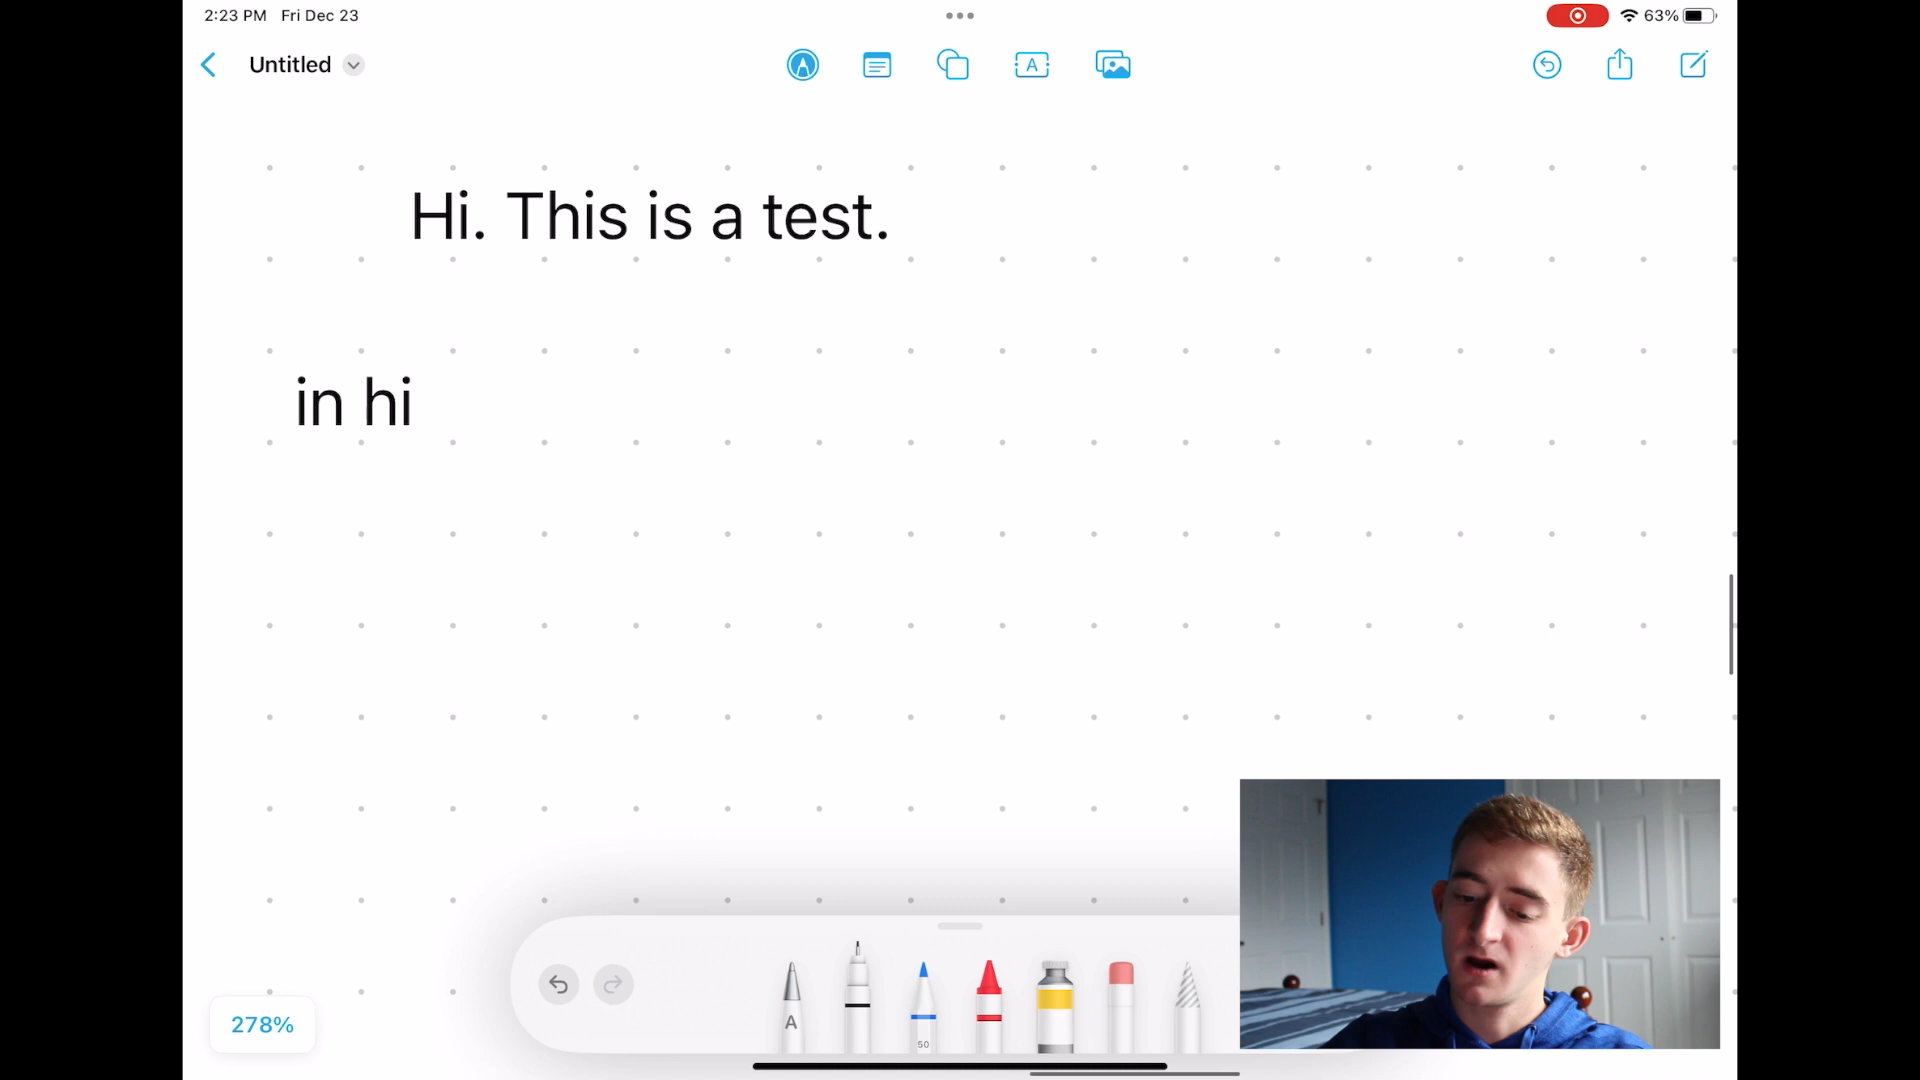 2:23 PM Fri Dec 23
63%
Untitled
A
Hi. This is a test.
in hi
A
50
278%